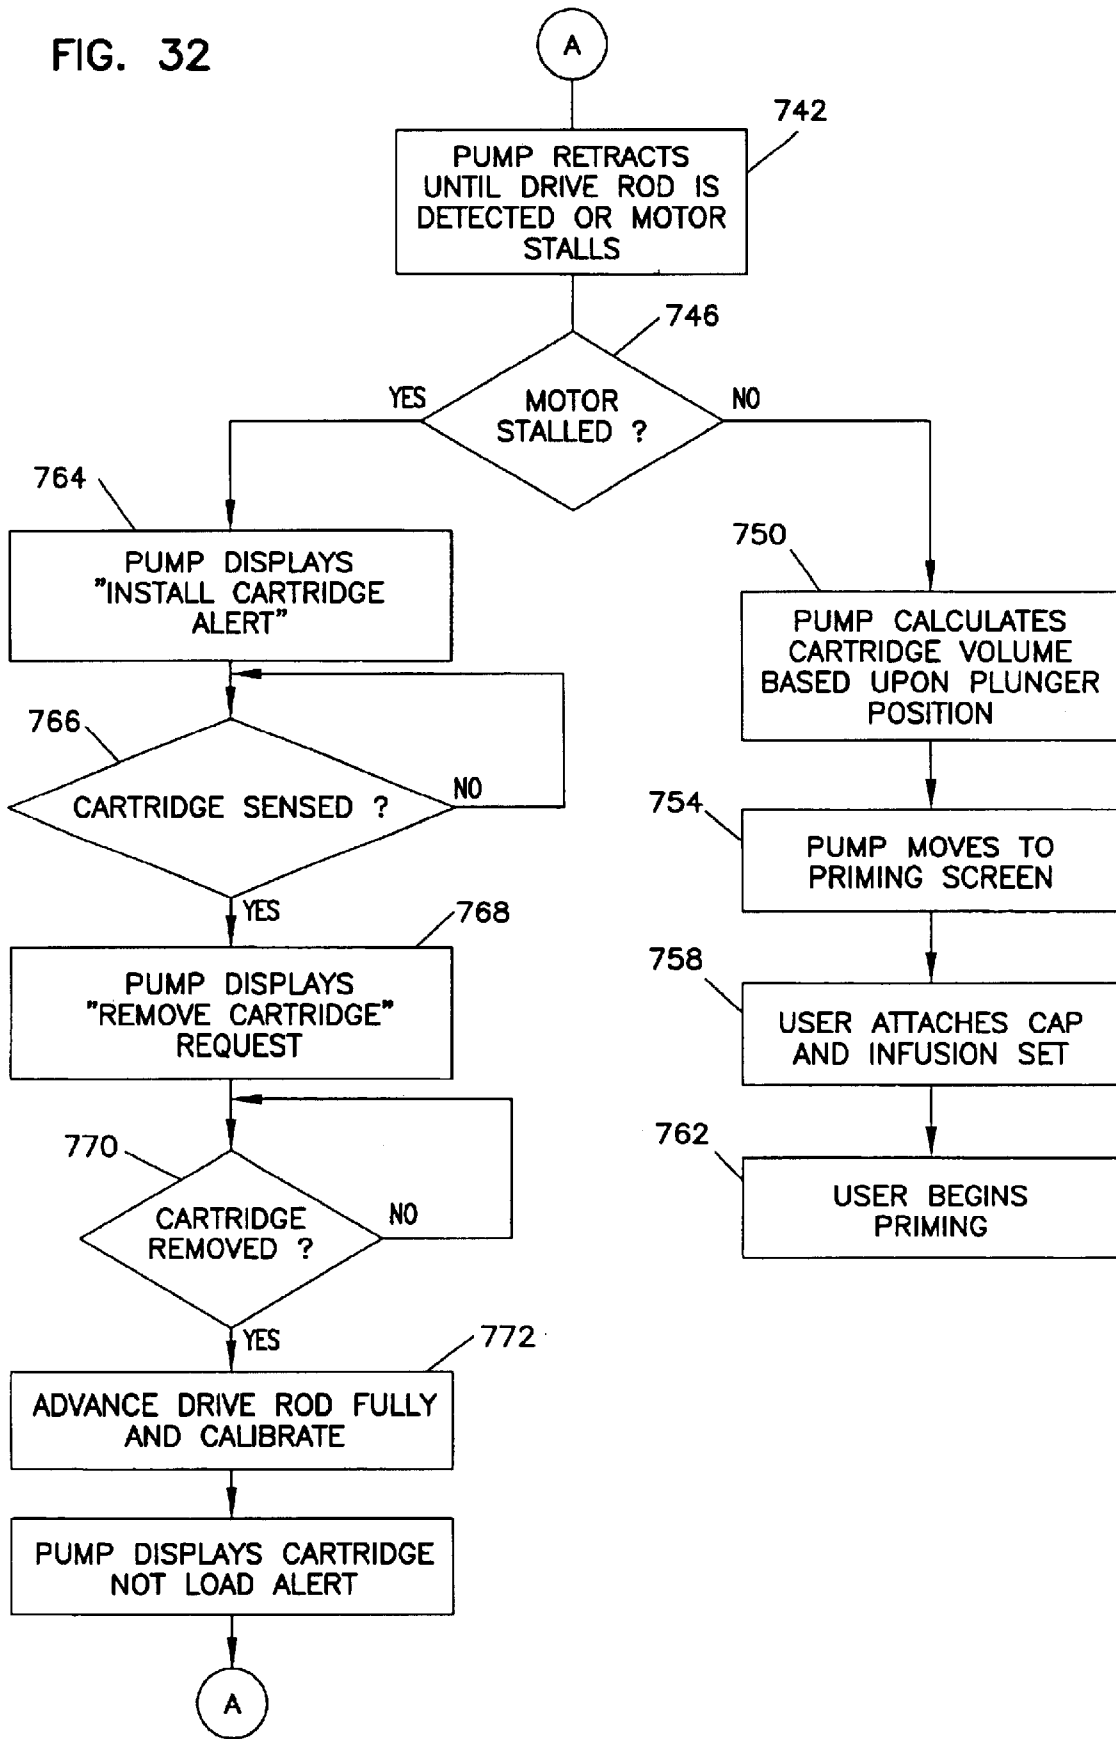 FIG. 32
A
742
PUMP RETRACTS
UNTIL DRIVE ROD IS
DETECTED OR MOTOR
STALLS
746
YES
MOTOR
STALLED ?
NO
764
PUMP DISPLAYS
"INSTALL CARTRIDGE
ALERT"
766
CARTRIDGE SENSED ?
NO
YES
768
PUMP DISPLAYS
"REMOVE CARTRIDGE"
REQUEST
770
CARTRIDGE
REMOVED ?
NO
YES
772
ADVANCE DRIVE ROD FULLY
AND CALIBRATE
PUMP DISPLAYS CARTRIDGE
NOT LOAD ALERT
A
750
PUMP CALCULATES
CARTRIDGE VOLUME
BASED UPON PLUNGER
POSITION
754
PUMP MOVES TO
PRIMING SCREEN
758
USER ATTACHES CAP
AND INFUSION SET
762
USER BEGINS
PRIMING